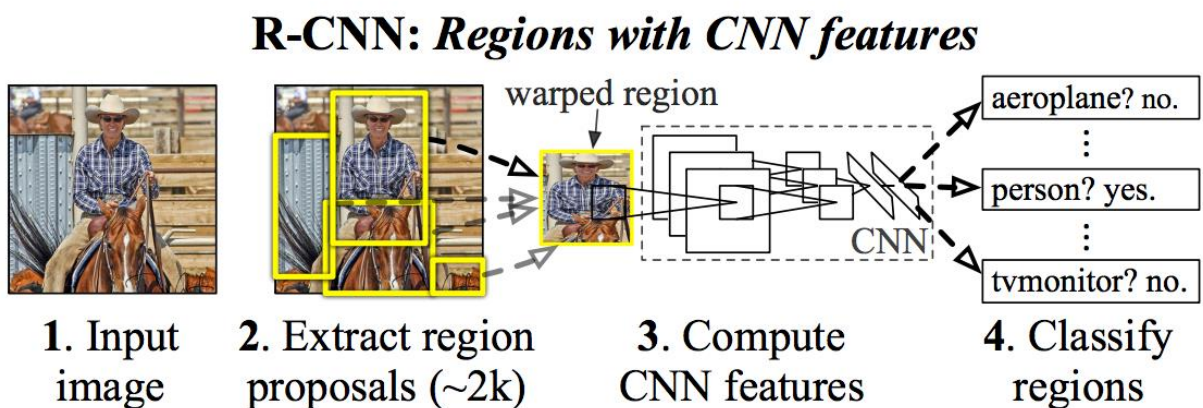 R-CNN: Regions with CNN features
warped region
aeroplane? no.
person? yes.
tvmonitor? no.
CNN
1. Input
image
2. Extract region
proposals (~2k)
3. Compute
CNN features
4. Classify
regions